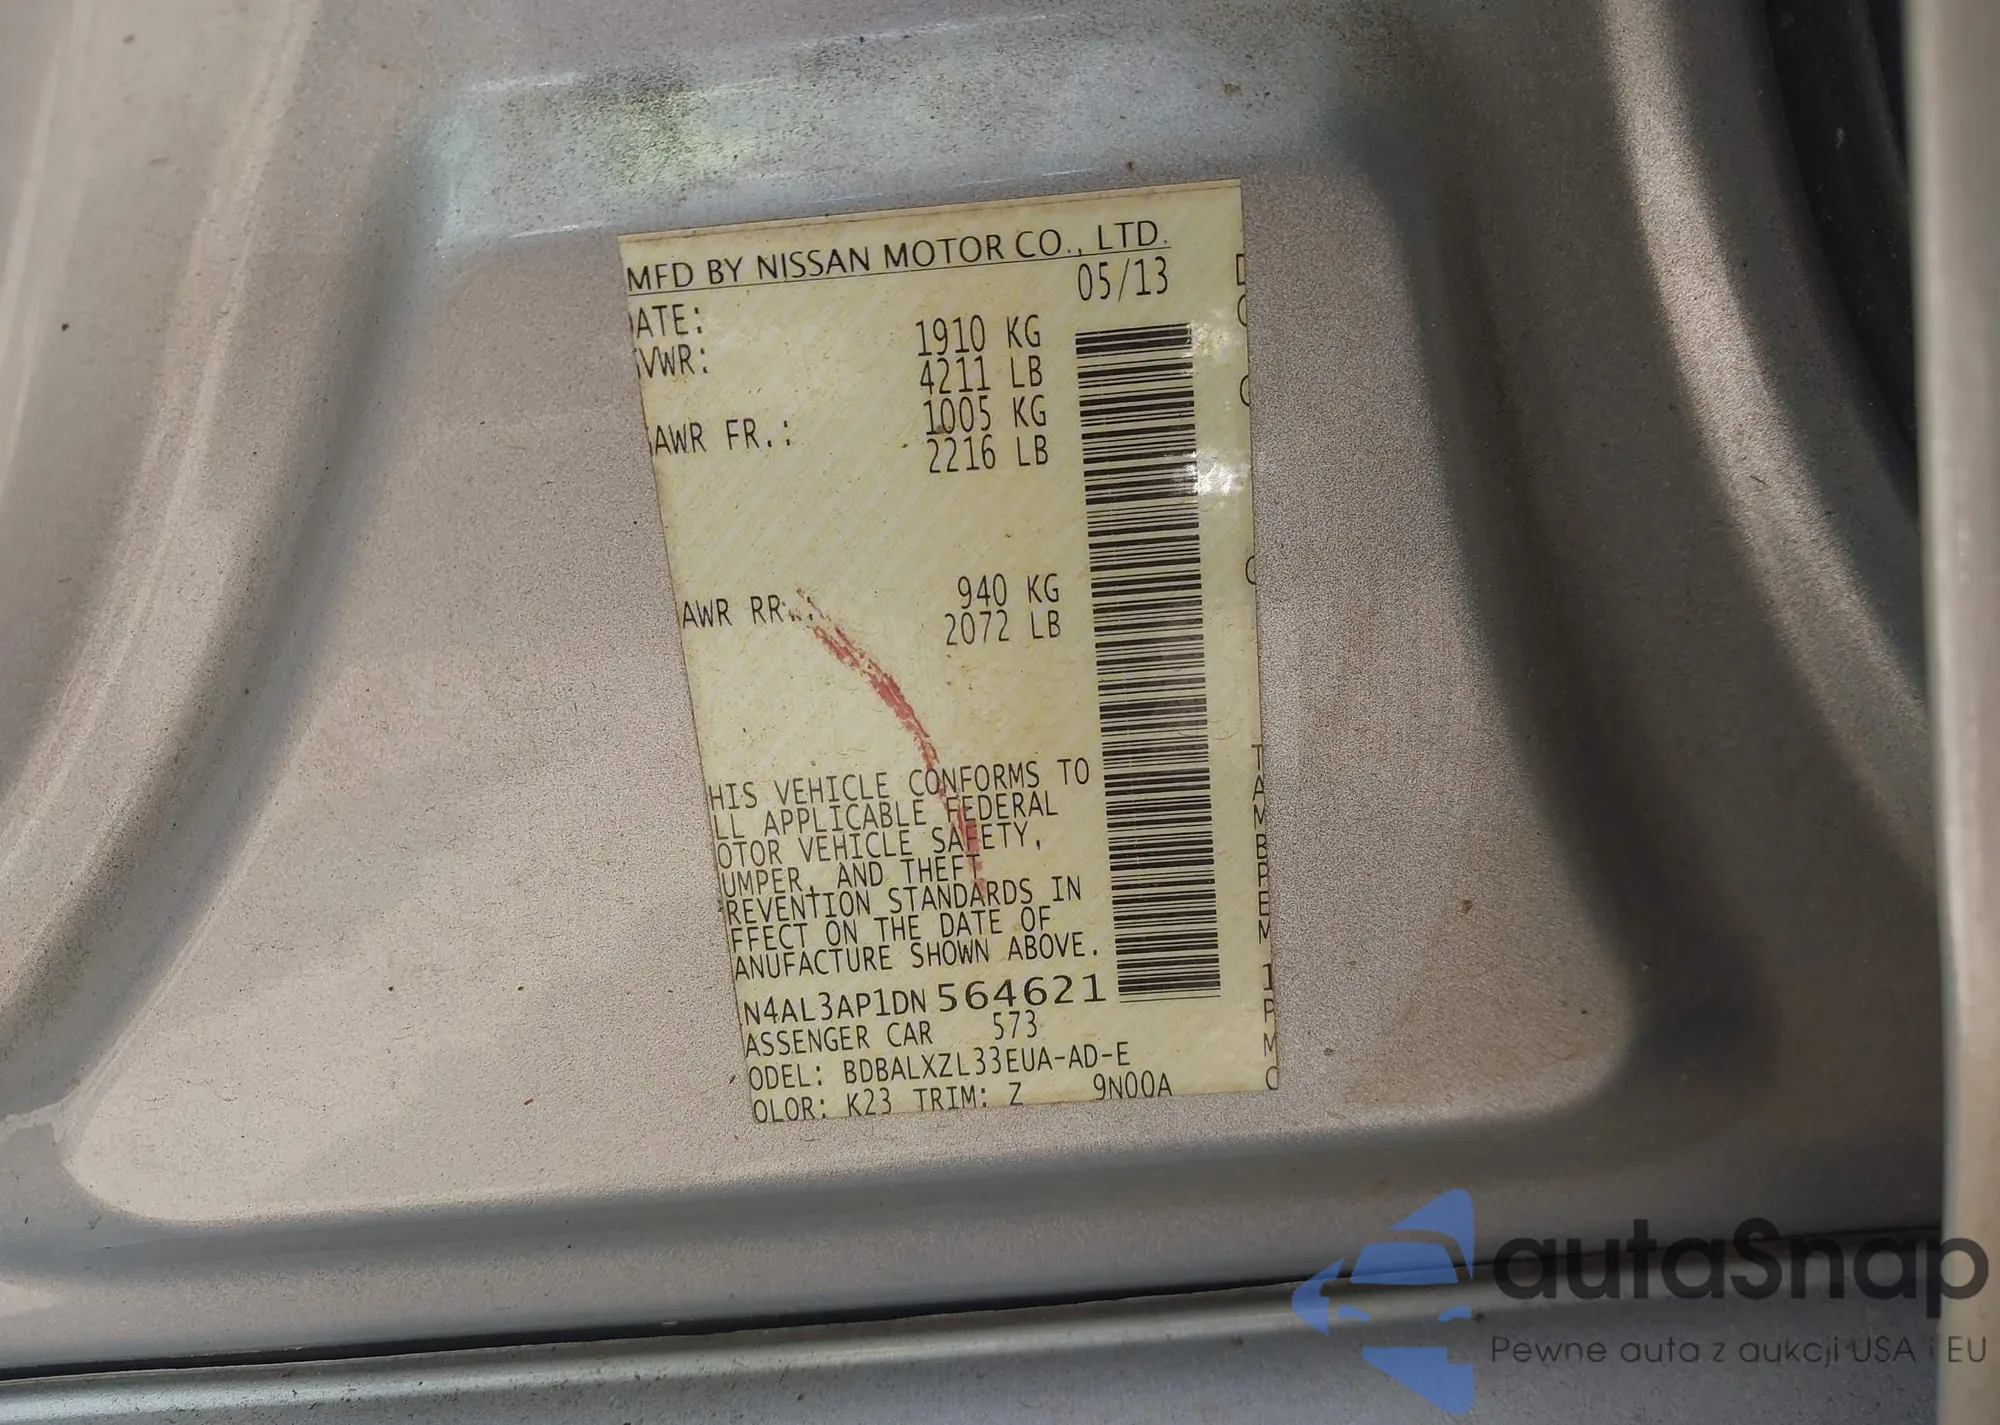 MFD BY NISSAN MOTOR CO., LTD.
ATE: 05/13
VWR: 1910 KG
4211 LB
AWR FR.: 1005 KG
2216 LB
AWR RR.: 940 KG
2072 LB
HIS VEHICLE CONFORMS TO
LL APPLICABLE FEDERAL
OTOR VEHICLE SAFETY,
UMPER, AND THEFT
REVENTION STANDARDS IN
FFECT ON THE DATE OF
ANUFACTURE SHOWN ABOVE.
N4AL3AP1DN564621
ASSENGER CAR 573
ODEL: BDBALXZL33EUA-AD-E
OLOR: K23 TRIM: Z 9N00A
autaSnap
Pewne auta z aukcji USA i EU